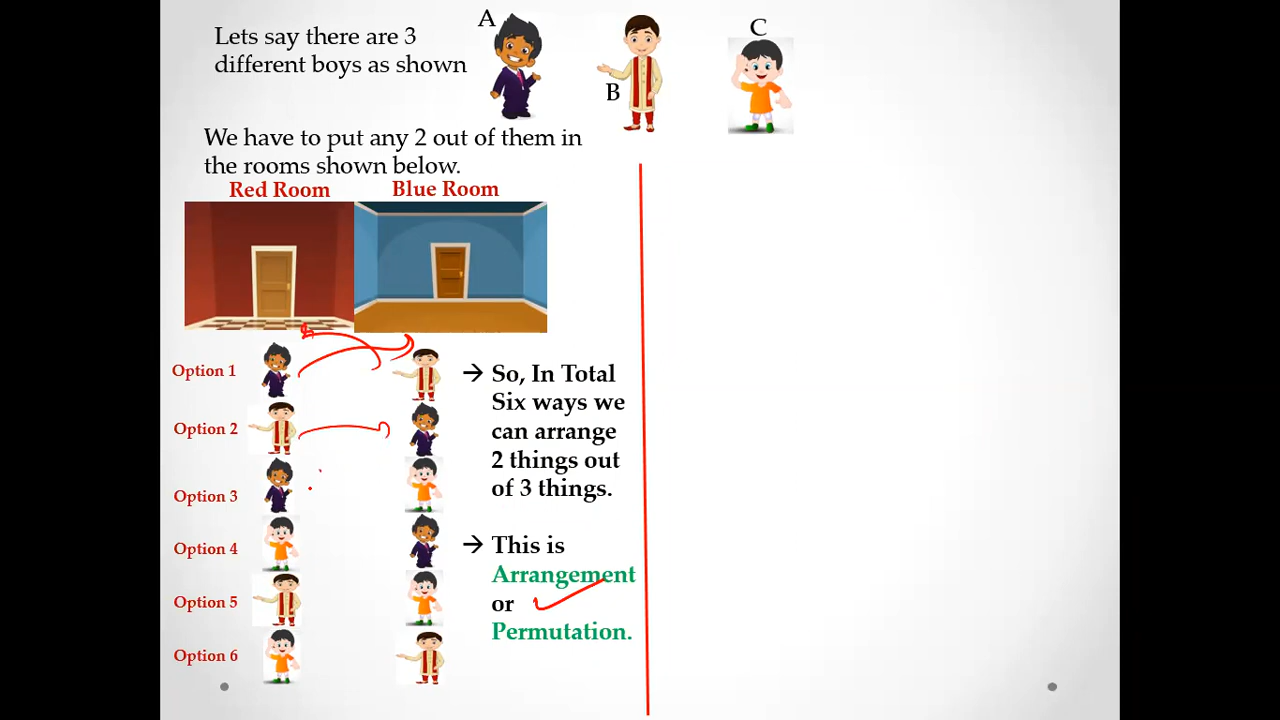 Lets say there are 3
different boys as shown
A
B
C
We have to put any 2 out of them in
the rooms shown below.
Red Room
Blue Room
Option 1
Option 2
Option 3
Option 4
Option 5
Option 6
→ So, In Total
Six ways we
can arrange
2 things out
of 3 things.
→ This is
Arrangement
or
Permutation.